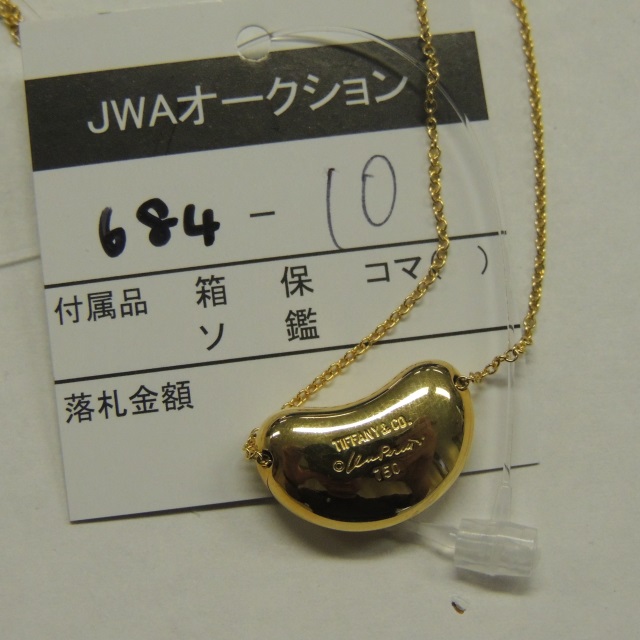 JWAオークション
684 - 10
付属品 箱 保 コマ( )
ソ 鑑
落札金額
TIFFANY&CO
©
750